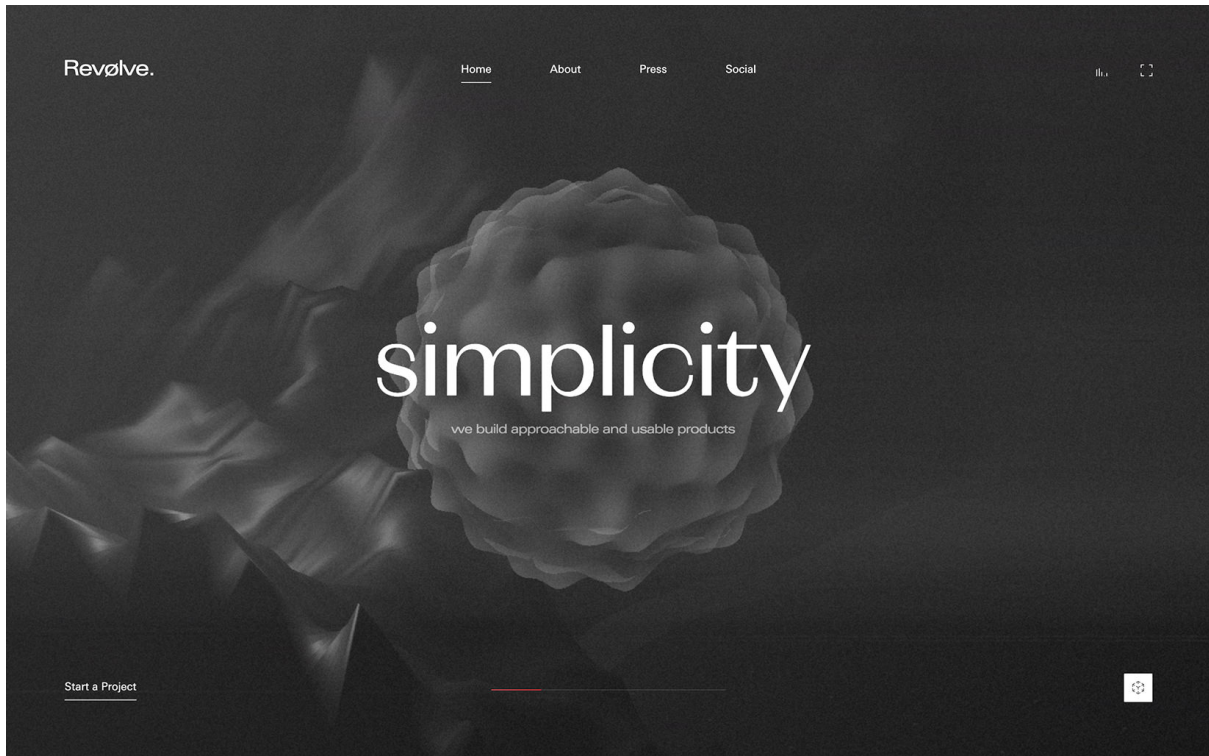 Revølve.
Home About Press Social
simplicity
we build approachable and usable products
Start a Project